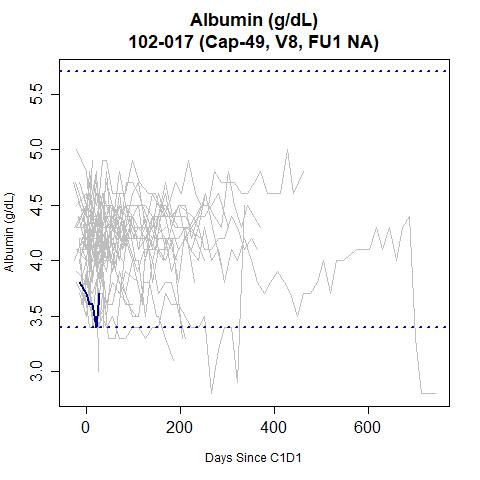 Albumin (g/dL)
102-017 (Cap-49, V8, FU1 NA)
Albumin (g/dL)
5.5
5.0
4.5
4.0
3.5
3.0
0
200
400
600
Days Since C1D1